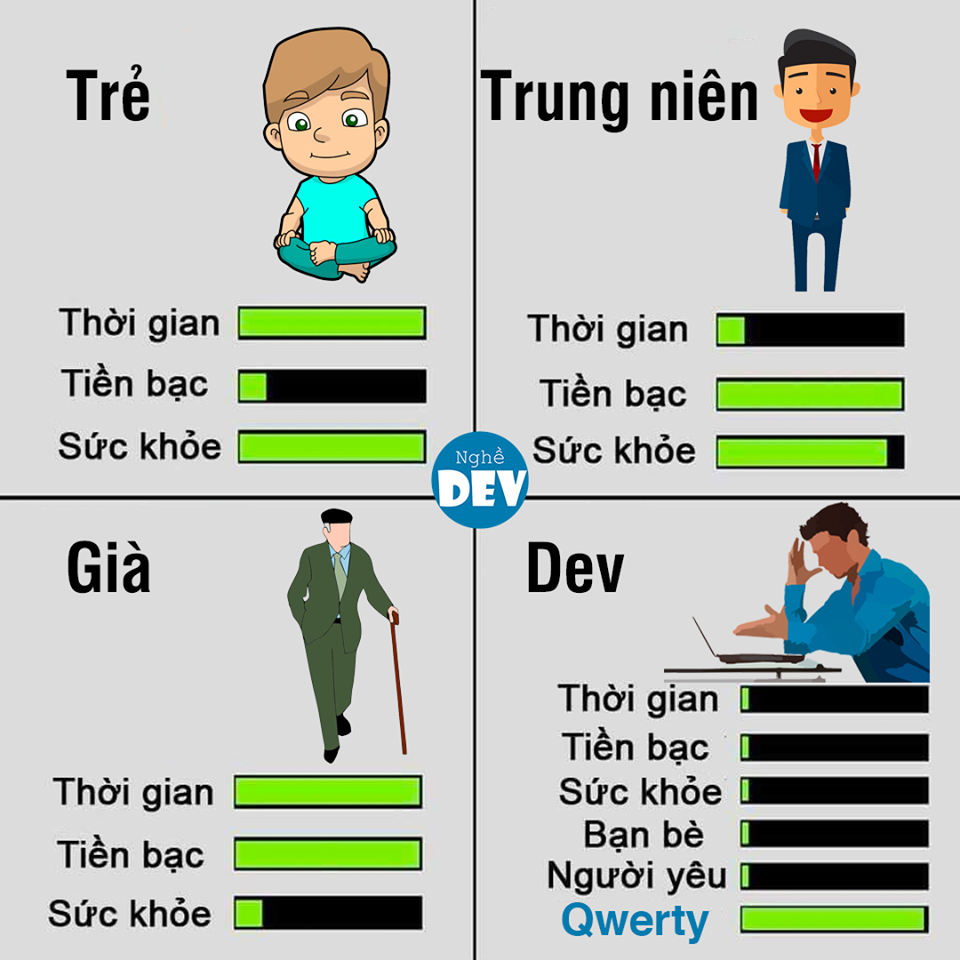 Trẻ
Thời gian
Tiền bạc
Sức khỏe
Trung niên
Thời gian
Tiền bạc
Sức khỏe
Nghề
DEV
Già
Thời gian
Tiền bạc
Sức khỏe
Dev
Thời gian
Tiền bạc
Sức khỏe
Bạn bè
Người yêu
Qwerty